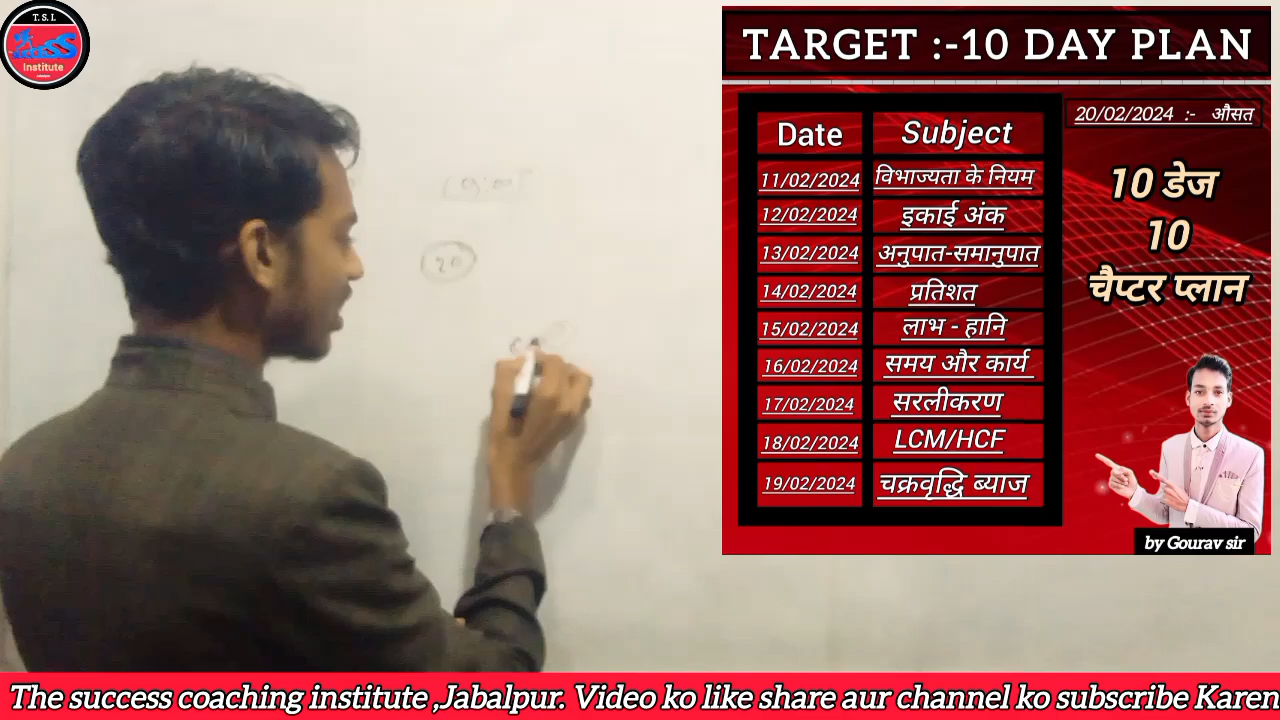 T. S. I.
Institute
TARGET :-10 DAY PLAN
Date Subject
11/02/2024 विभाज्यता के नियम
12/02/2024 इकाई अंक
13/02/2024 अनुपात-समानुपात
14/02/2024 प्रतिशत
15/02/2024 लाभ - हानि
16/02/2024 समय और कार्य
17/02/2024 सरलीकरण
18/02/2024 LCM/HCF
19/02/2024 चक्रवृद्धि ब्याज
20/02/2024 :- औसत
10 डेज
10
चैप्टर प्लान
by Gourav sir
20
The success coaching institute ,Jabalpur. Video ko like share aur channel ko subscribe Karen